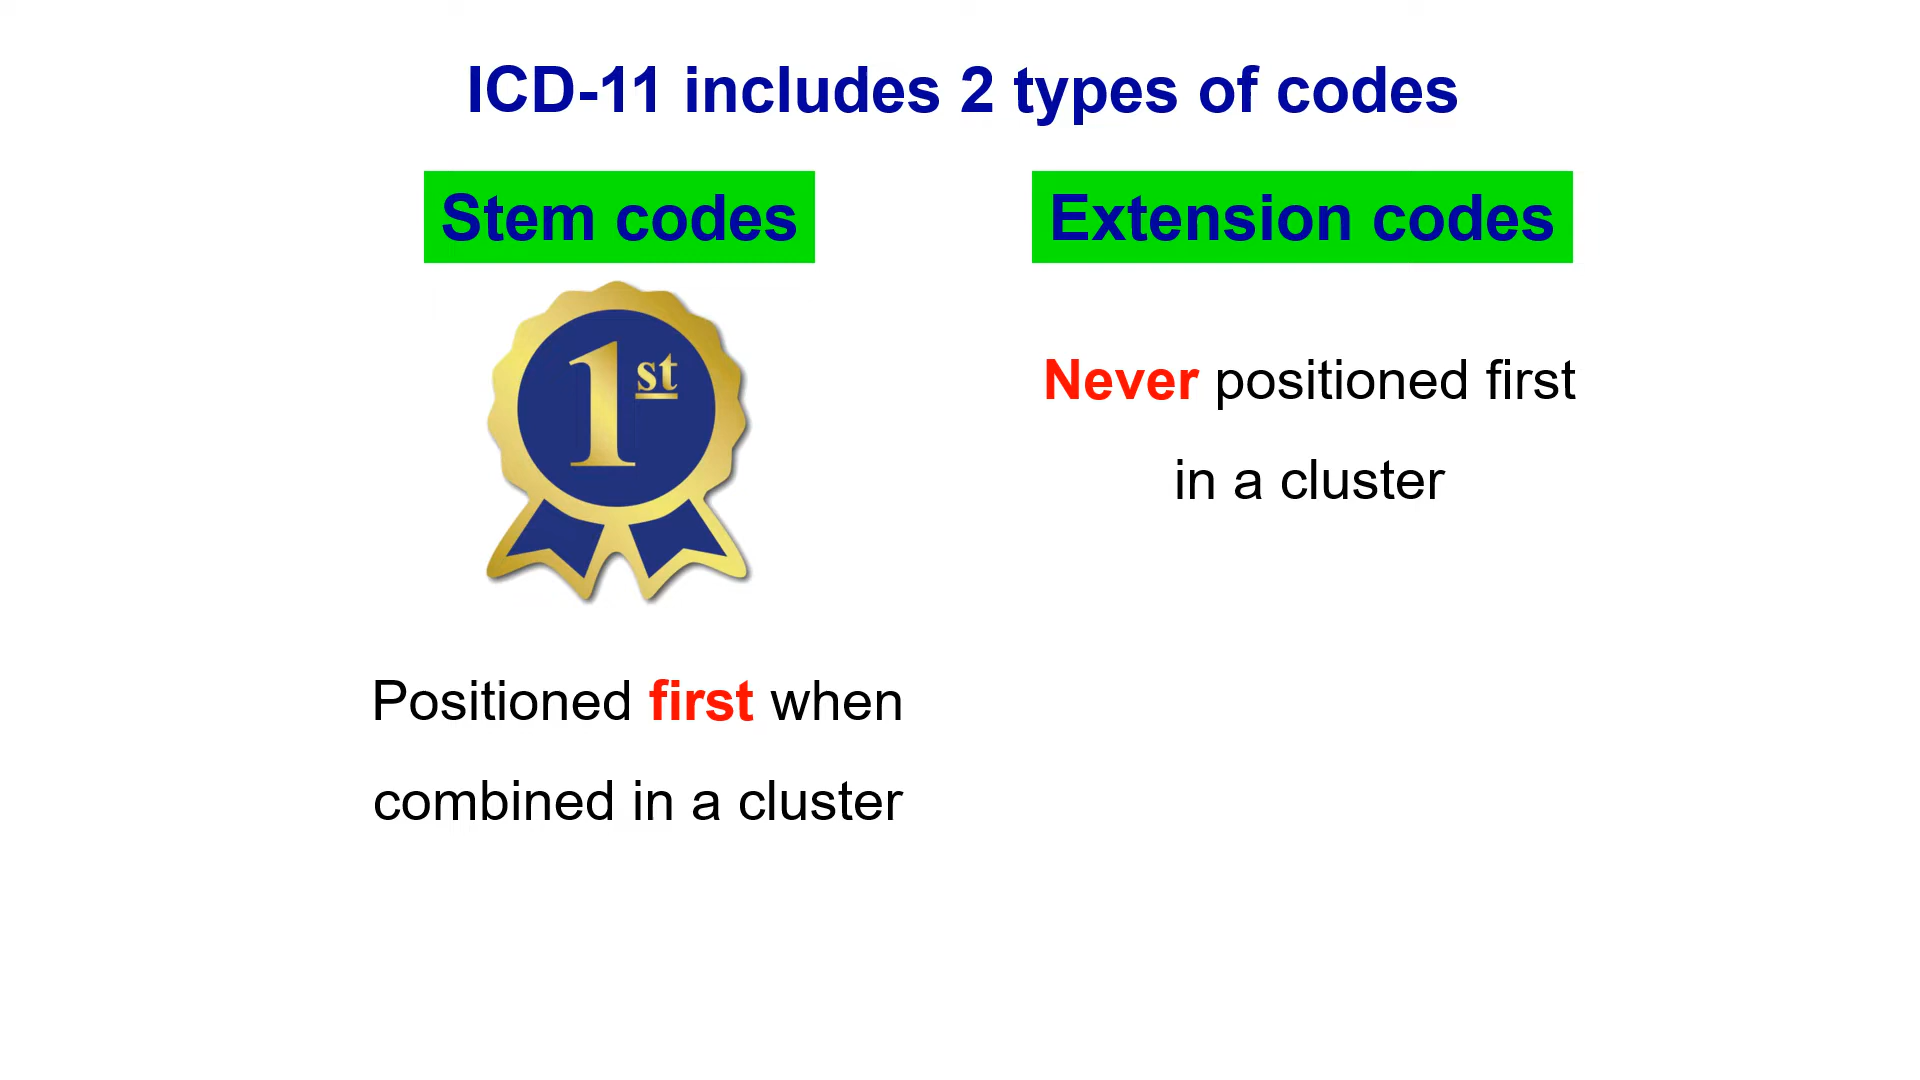 ICD-11 includes 2 types of codes
Stem codes
1st
Positioned first when
combined in a cluster
Extension codes
Never positioned first
in a cluster